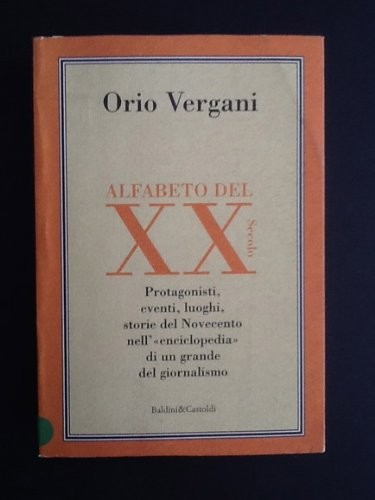 Orio Vergani
ALFABETO DEL
XX
Secolo
Protagonisti,
eventi, luoghi,
storie del Novecento
nell'«enciclopedia»
di un grande
del giornalismo
Baldini&Castoldi